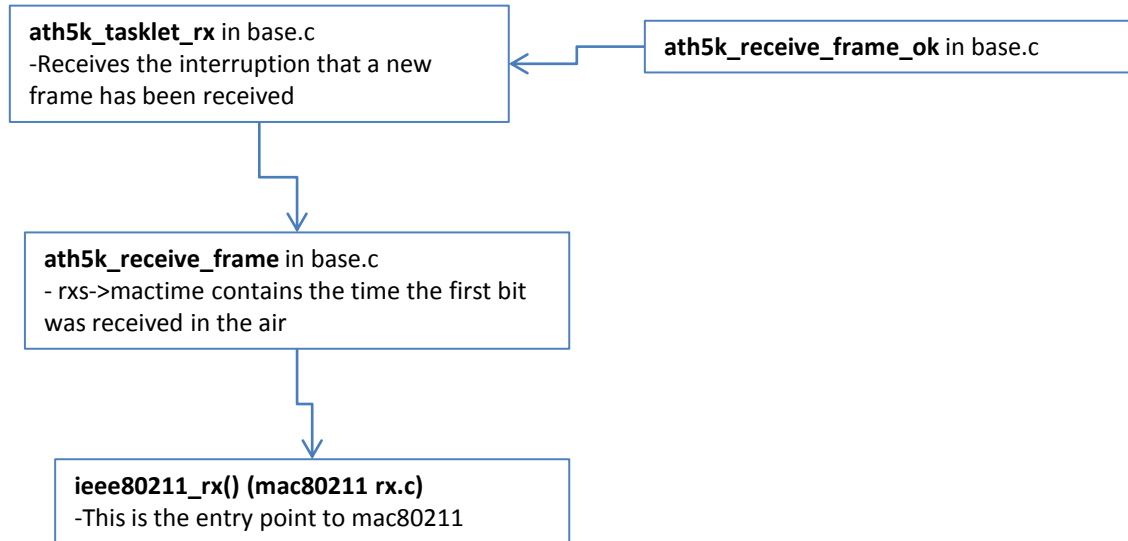 ath5k_tasklet_rx in base.c
-Receives the interruption that a new
frame has been received
ath5k_receive_frame_ok in base.c
ath5k_receive_frame in base.c
- rxs->mactime contains the time the first bit
was received in the air
ieee80211_rx() (mac80211 rx.c)
-This is the entry point to mac80211